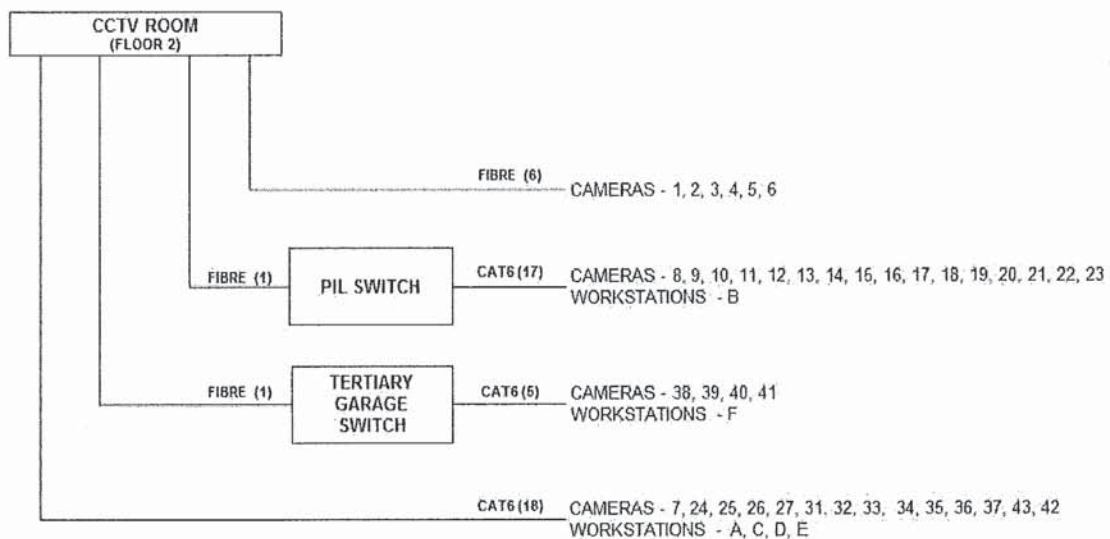 CCTV ROOM
(FLOOR 2)
FIBRE (6)
CAMERAS - 1, 2, 3, 4, 5, 6
FIBRE (1)
PIL SWITCH
CAT6 (17)
CAMERAS - 8, 9, 10, 11, 12, 13, 14, 15, 16, 17, 18, 19, 20, 21, 22, 23
WORKSTATIONS - B
FIBRE (1)
TERTIARY
GARAGE
SWITCH
CAT6 (5)
CAMERAS - 38, 39, 40, 41
WORKSTATIONS - F
CAT6 (18)
CAMERAS - 7, 24, 25, 26, 27, 31, 32, 33, 34, 35, 36, 37, 43, 42
WORKSTATIONS - A, C, D, E